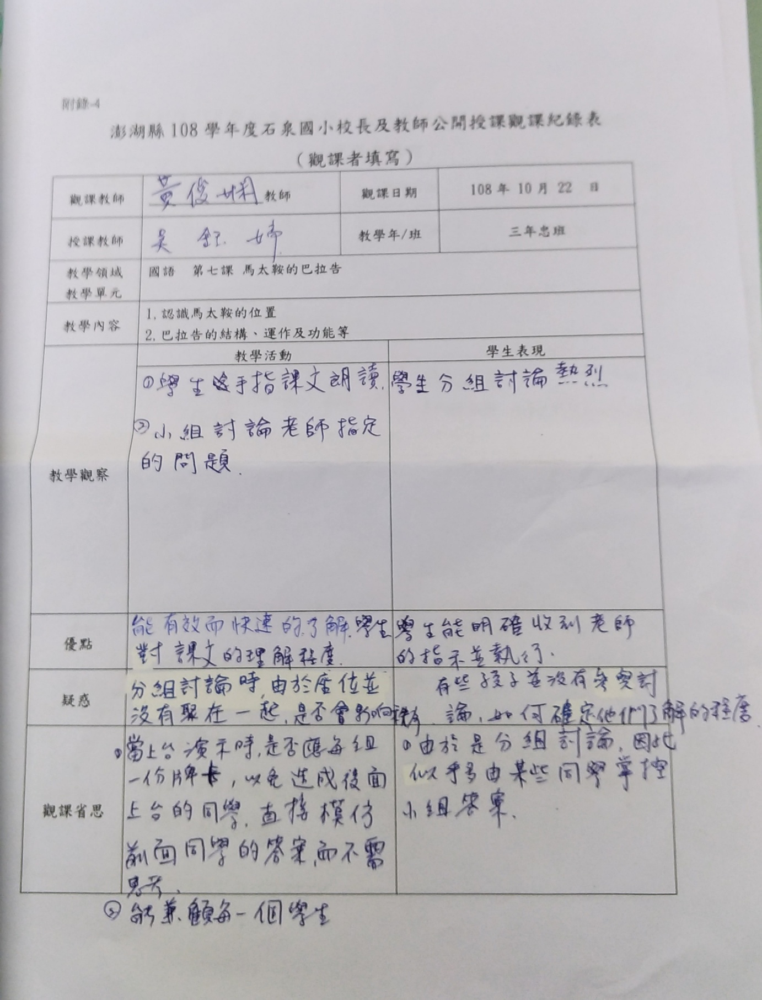 附錄-4
澎湖縣 108 學年度石泉國小校長及教師公開授課觀課紀錄表
（觀課者填寫）
觀課教師 黃俊嫻 教師 觀課日期 108 年 10 月 22 日
授課教師 吳 鈺 姊 教學年/班 三年忠班
教學領域
教學單元
國語 第七課 馬太鞍的巴拉告
教學內容
1. 認識馬太鞍的位置
2. 巴拉告的結構、運作及功能等
教學觀察
教學活動
①學生手指課文朗讀.
②小組討論老師指定
的問題.
學生表現
學生分組討論熱烈
優點
能有效而快速的了解學生
對課文的理解程度.
學生能明確收到老師
的指示並執行.
疑惑
分組討論時,由於座位並
沒有聚在一起,是否會影響
有些孩子並沒有參與討
論,如何確定他們了解的程度.
觀課省思
①當上台演示時,是否應每組
一份牌卡,以免造成後面
上台的同學,直接模仿
前面同學的答案,而不需
思考.
②能兼顧每一個學生
①由於是分組討論,因此
似乎多由某些同學掌控
小組答案.